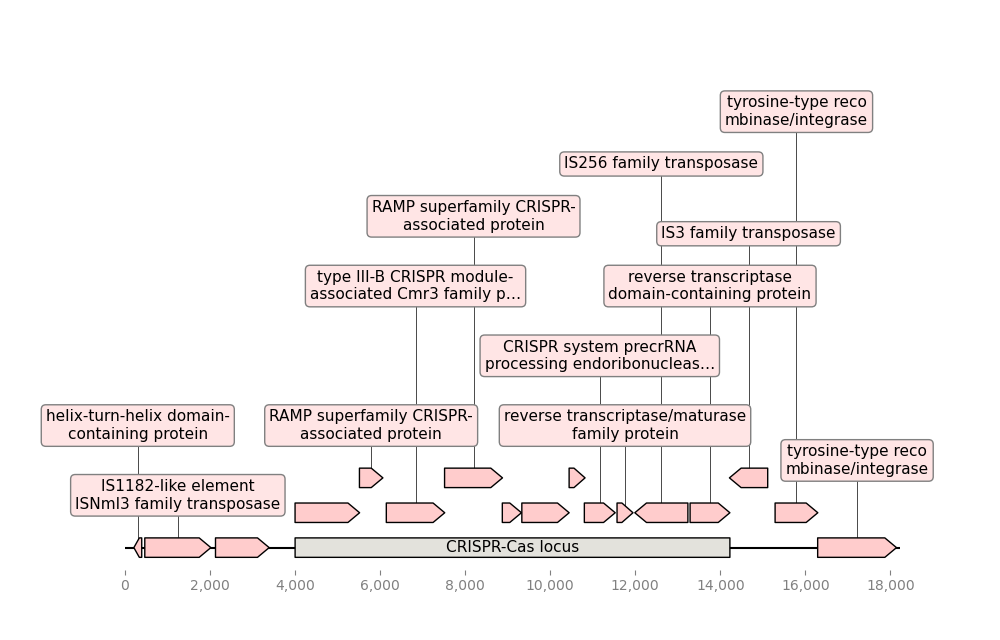 tyrosine-type reco
mbinase/integrase
IS256 family transposase
RAMP superfamily CRISPR-
associated protein
IS3 family transposase
type III-B CRISPR module-
associated Cmr3 family p...
reverse transcriptase
domain-containing protein
CRISPR system precrRNA
processing endoribonucleas...
helix-turn-helix domain-
containing protein
RAMP superfamily CRISPR-
associated protein
reverse transcriptase/maturase
family protein
tyrosine-type reco
mbinase/integrase
IS1182-like element
ISNml3 family transposase
CRISPR-Cas locus
0 2,000 4,000 6,000 8,000 10,000 12,000 14,000 16,000 18,000